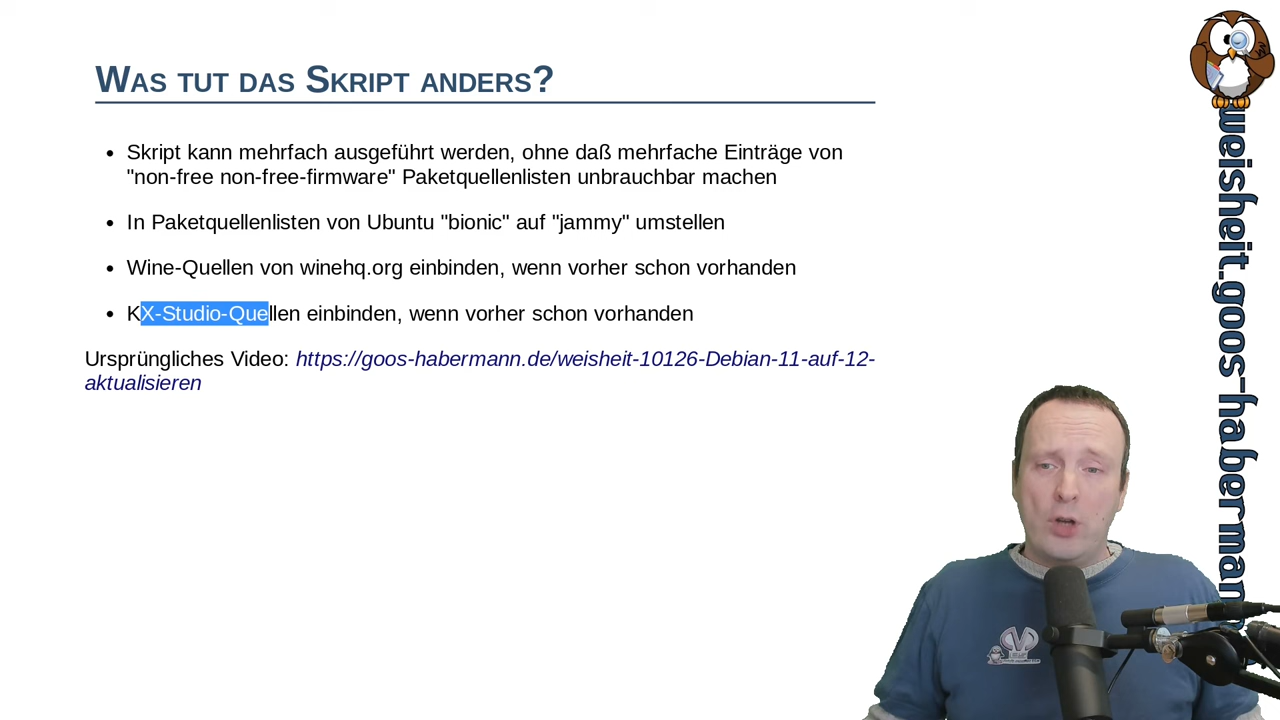 Was tut das Skript anders?
• Skript kann mehrfach ausgeführt werden, ohne daß mehrfache Einträge von
"non-free non-free-firmware" Paketquellenlisten unbrauchbar machen
• In Paketquellenlisten von Ubuntu "bionic" auf "jammy" umstellen
• Wine-Quellen von winehq.org einbinden, wenn vorher schon vorhanden
• KX-Studio-Quellen einbinden, wenn vorher schon vorhanden
Ursprüngliches Video: https://goos-habermann.de/weisheit-10126-Debian-11-auf-12-
aktualisieren
weisheit.goos-haberman